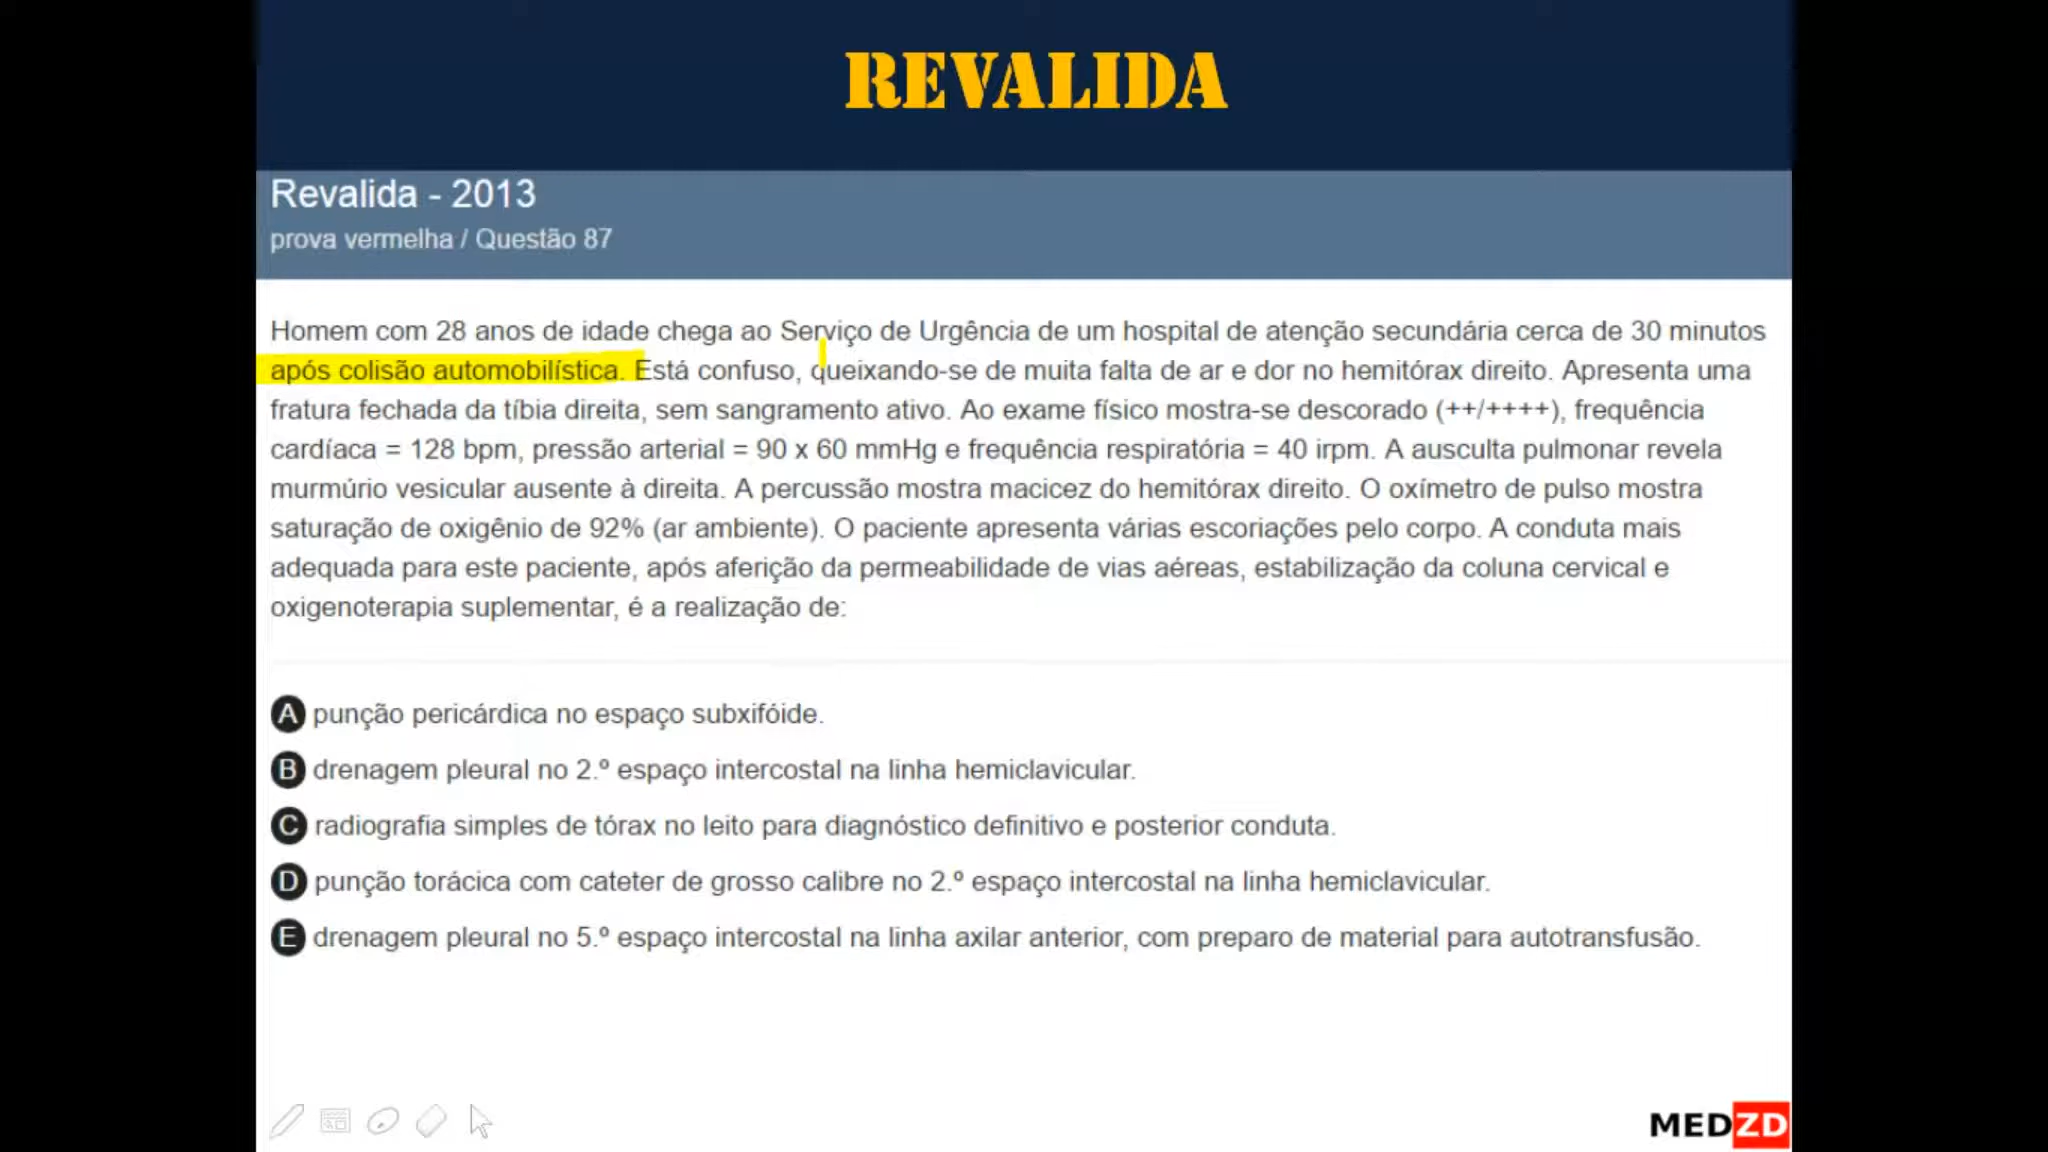 REVALIDA
Revalida - 2013
prova vermelha / Questão 87
Homem com 28 anos de idade chega ao Serviço de Urgência de um hospital de atenção secundária cerca de 30 minutos
após colisão automobilística. Está confuso, queixando-se de muita falta de ar e dor no hemitórax direito. Apresenta uma
fratura fechada da tíbia direita, sem sangramento ativo. Ao exame físico mostra-se descorado (++/++++), frequência
cardíaca = 128 bpm, pressão arterial = 90 x 60 mmHg e frequência respiratória = 40 irpm. A ausculta pulmonar revela
murmúrio vesicular ausente à direita. A percussão mostra macicez do hemitórax direito. O oxímetro de pulso mostra
saturação de oxigênio de 92% (ar ambiente). O paciente apresenta várias escoriações pelo corpo. A conduta mais
adequada para este paciente, após aferição da permeabilidade de vias aéreas, estabilização da coluna cervical e
oxigenoterapia suplementar, é a realização de:
A punção pericárdica no espaço subxifóide.
B drenagem pleural no 2.º espaço intercostal na linha hemiclavicular.
C radiografia simples de tórax no leito para diagnóstico definitivo e posterior conduta.
D punção torácica com cateter de grosso calibre no 2.º espaço intercostal na linha hemiclavicular.
E drenagem pleural no 5.º espaço intercostal na linha axilar anterior, com preparo de material para autotransfusão.
MEDZD